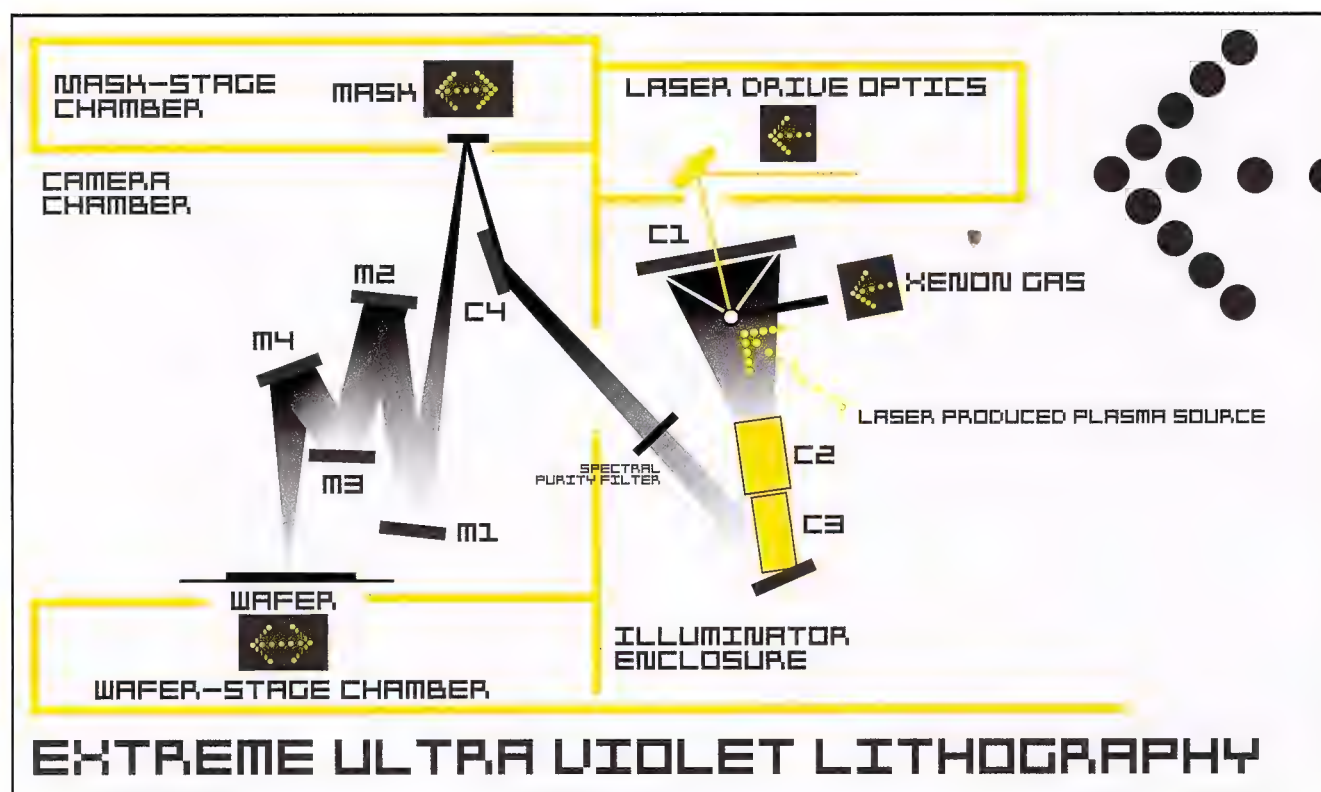 MASK-STAGE
CHAMBER
MASK
LASER DRIVE OPTICS
CAMERA
CHAMBER
C1
XENON GAS
M2
C4
M4
LASER PRODUCED PLASMA SOURCE
C2
SPECTRAL
PURITY FILTER
M3
C3
M1
WAFER
ILLUMINATOR
ENCLOSURE
WAFER-STAGE CHAMBER
EXTREME ULTRA VIOLET LITHOGRAPHY